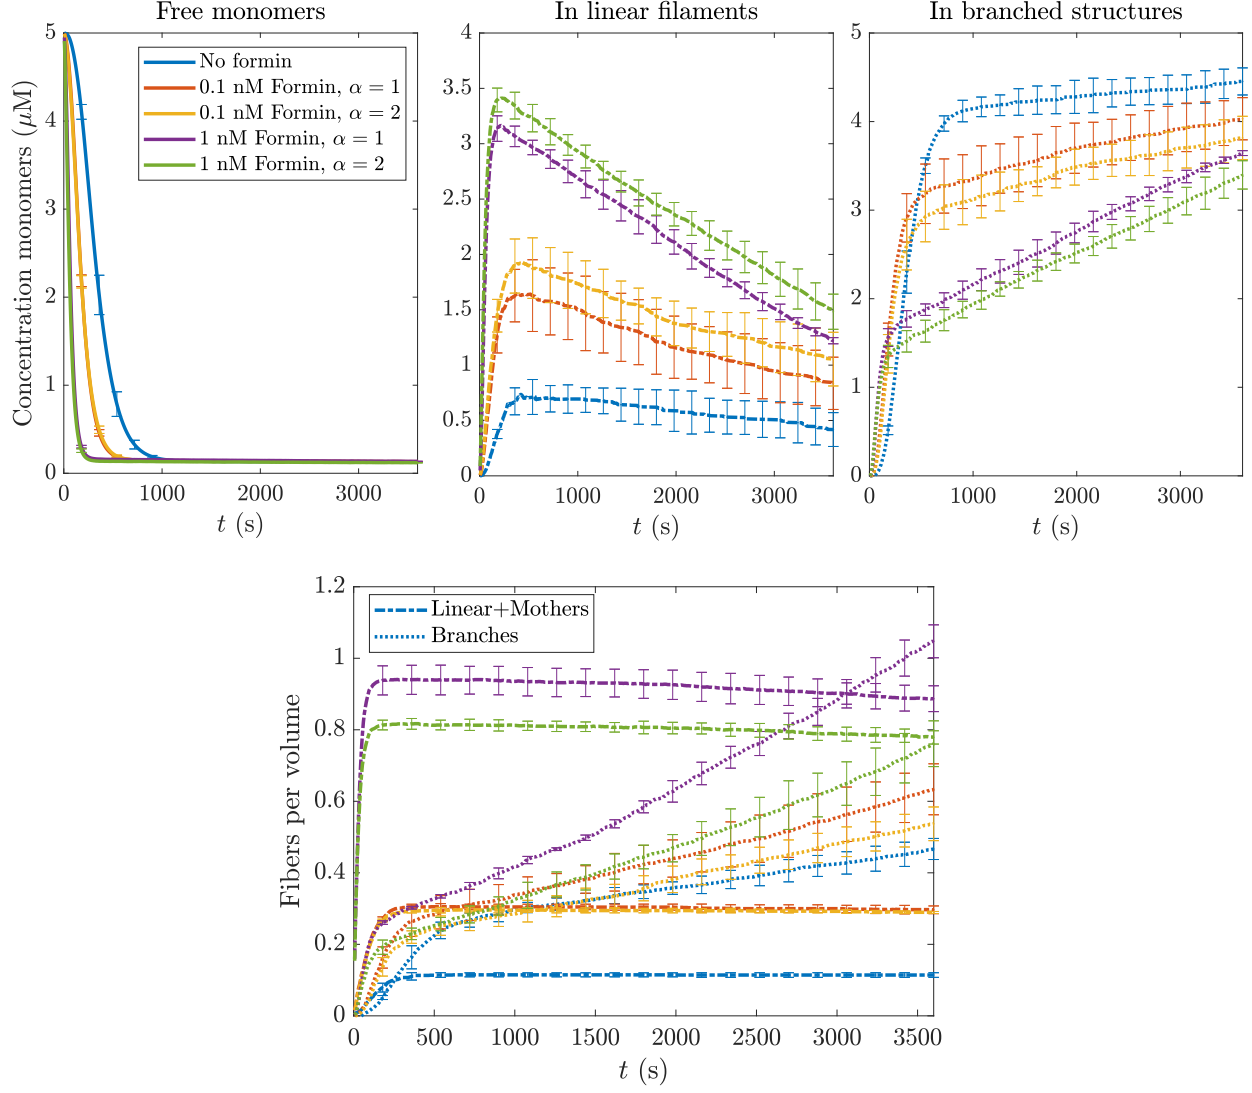 Free monomers
In linear filaments
In branched structures
Concentration monomers (μM)
5
4
3
2
1
0
0 1000 2000 3000
t (s)
No formin
0.1 nM Formin, α = 1
0.1 nM Formin, α = 2
1 nM Formin, α = 1
1 nM Formin, α = 2
4
3.5
3
2.5
2
1.5
1
0.5
0
0 1000 2000 3000
t (s)
5
4
3
2
1
0
0 1000 2000 3000
t (s)
Fibers per volume
1.2
1
0.8
0.6
0.4
0.2
0
0 500 1000 1500 2000 2500 3000 3500
t (s)
Linear+Mothers
Branches